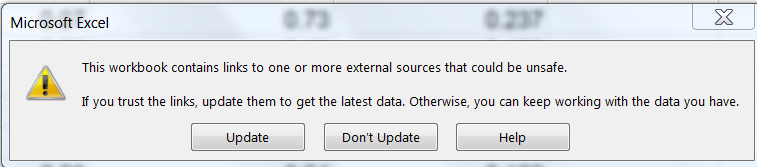 0.73 0.237
Microsoft Excel
This workbook contains links to one or more external sources that could be unsafe.
If you trust the links, update them to get the latest data. Otherwise, you can keep working with the data you have.
Update Don't Update Help